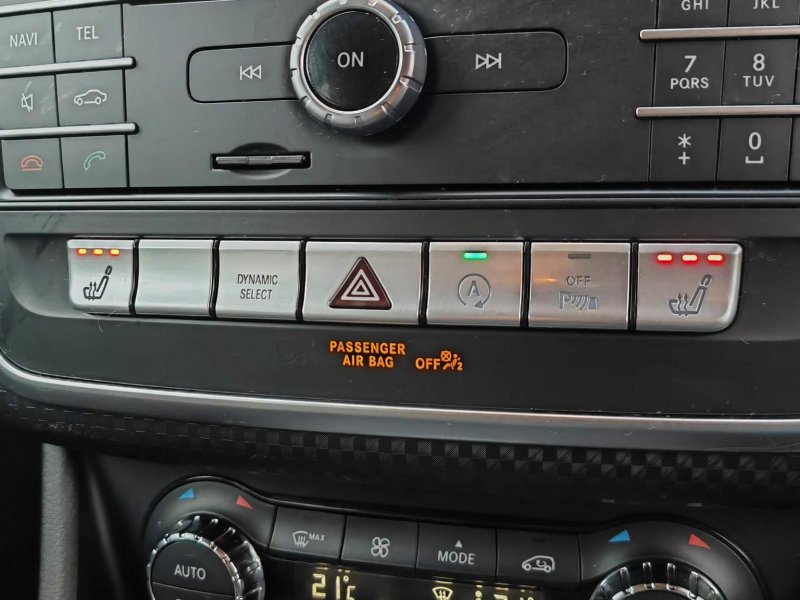 NAVI
TEL
ON
GHI
JKL
7
PQRS
8
TUV
*
+
0
DYNAMIC
SELECT
A
OFF
PASSENGER
AIR BAG OFF 2
MAX
MODE
AUTO
21°C